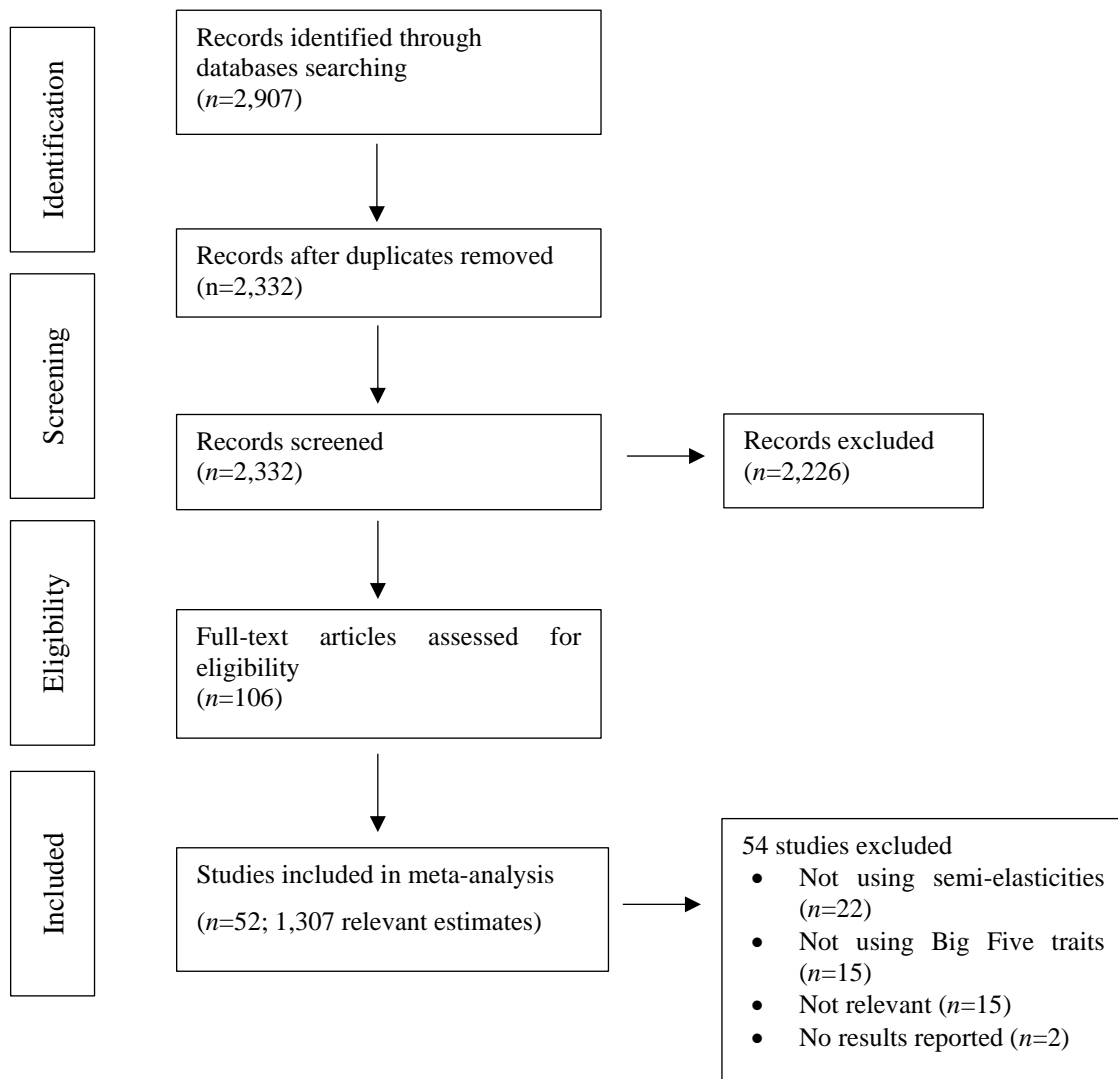 Identification
Records identified through
databases searching
(n=2,907)
Records after duplicates removed
(n=2,332)
Screening
Records screened
(n=2,332)
Records excluded
(n=2,226)
Eligibility
Full-text articles assessed for
eligibility
(n=106)
Included
Studies included in meta-analysis
(n=52; 1,307 relevant estimates)
54 studies excluded
• Not using semi-elasticities
(n=22)
• Not using Big Five traits
(n=15)
• Not relevant (n=15)
• No results reported (n=2)